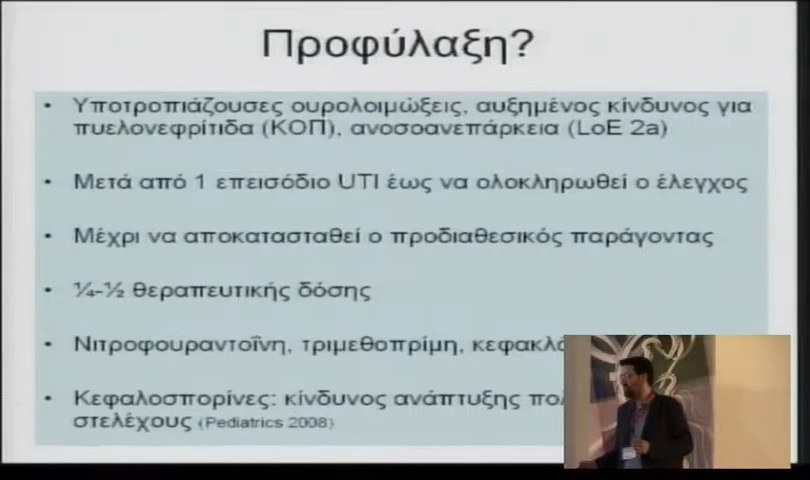 Προφύλαξη?
• Υποτροπιάζουσες ουρολοιμώξεις, αυξημένος κίνδυνος για
πυελονεφρίτιδα (ΚΟΠ), ανοσοανεπάρκεια (LoE 2a)
• Μετά από 1 επεισόδιο UTI έως να ολοκληρωθεί ο έλεγχος
• Μέχρι να αποκατασταθεί ο προδιαθεσικός παράγοντας
• ¼-½ θεραπευτικής δόσης
• Νιτροφουραντοΐνη, τριμεθοπρίμη,
• Κεφαλοσπορίνες: κίνδυνος ανάπτυξης
στελέχους (Pediatrics 2008)